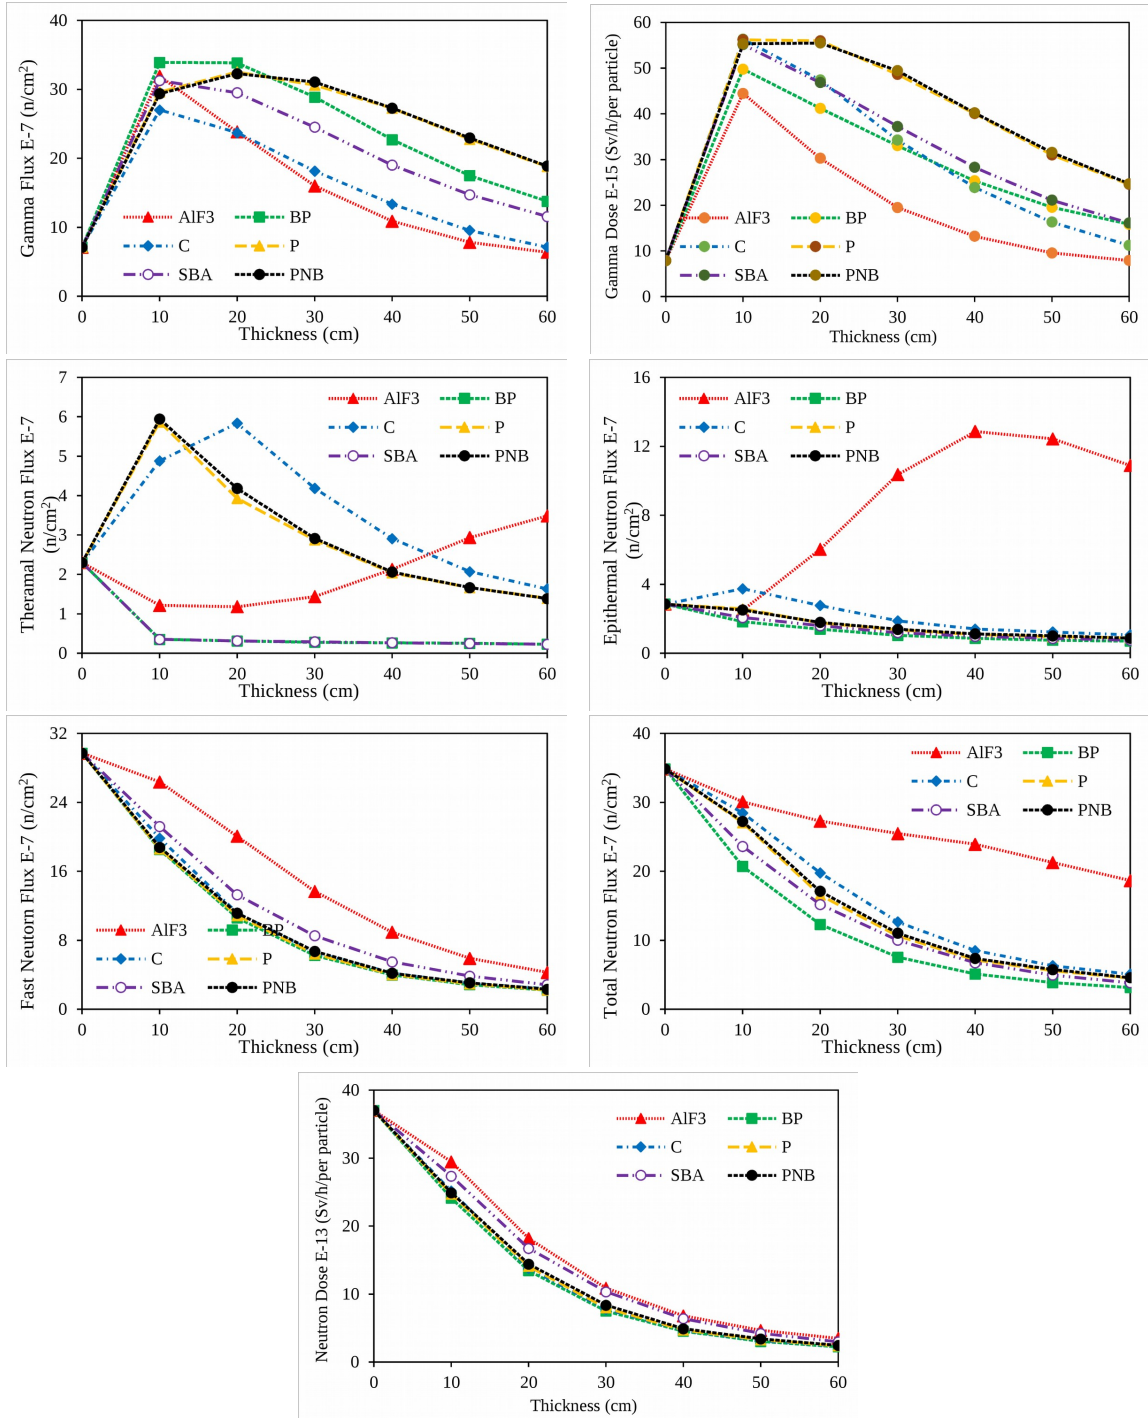 40
30
20
10
0
Gamma Flux E-7 (n/cm2)
AlF3
BP
C
P
SBA
PNB
0 10 20 30 40 50 60
Thickness (cm)
60
50
40
30
20
10
0
Gamma Dose E-15 (Sv/h/per particle)
AlF3
BP
C
P
SBA
PNB
0 10 20 30 40 50 60
Thickness (cm)
7
6
5
4
3
2
1
0
Theramal Neutron Flux E-7
(n/cm2)
AlF3
BP
C
P
SBA
PNB
0 10 20 30 40 50 60
Thickness (cm)
16
12
8
4
0
Epithermal Neutron Flux E-7
(n/cm2)
AlF3
BP
C
P
SBA
PNB
0 10 20 30 40 50 60
Thickness (cm)
32
24
16
8
0
Fast Neutorn Flux E-7 (n/cm2)
AlF3
BP
C
P
SBA
PNB
0 10 20 30 40 50 60
Thickness (cm)
40
30
20
10
0
Total Neutron Flux E-7 (n/cm2)
AlF3
BP
C
P
SBA
PNB
0 10 20 30 40 50 60
Thickness (cm)
40
30
20
10
0
Neutron Dose E-13 (Sv/h/per particle)
AlF3
BP
C
P
SBA
PNB
0 10 20 30 40 50 60
Thickness (cm)